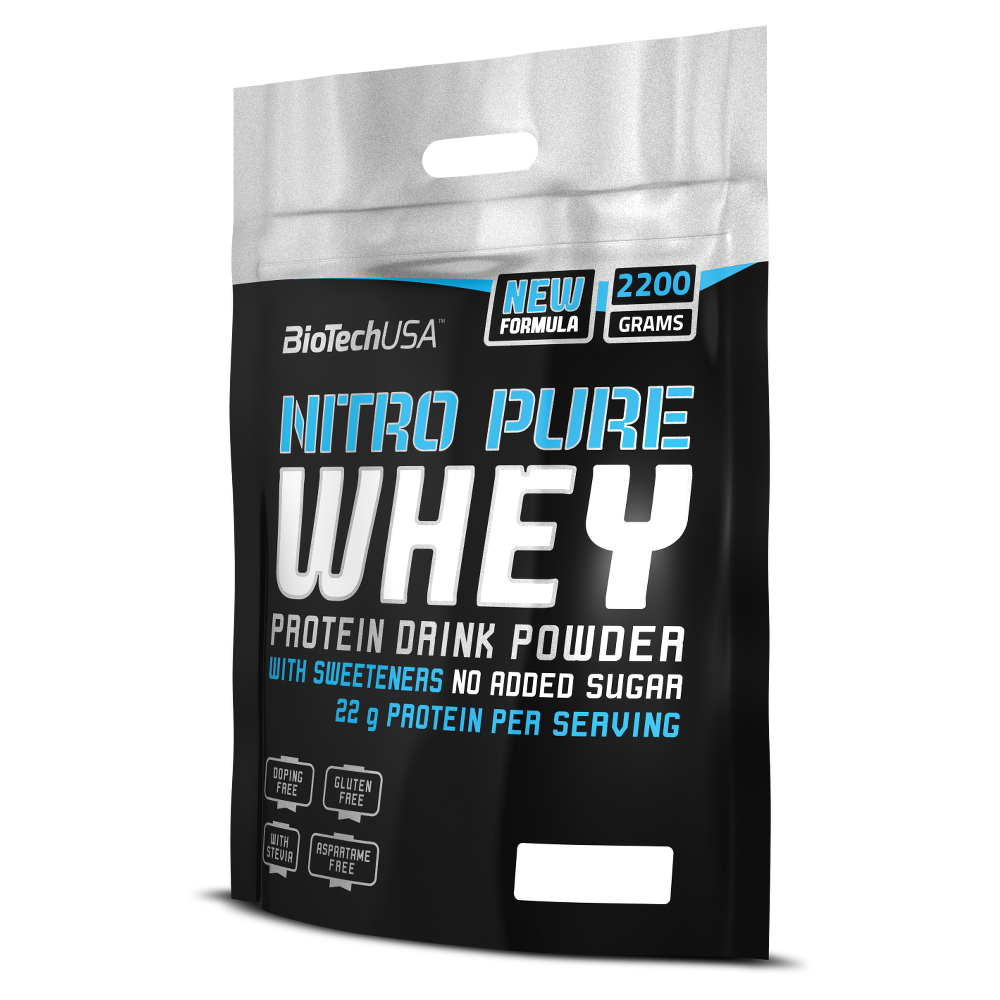 NEW
FORMULA
2200
GRAMS
BioTechUSA™
NITRO PURE
WHEY
PROTEIN DRINK POWDER
WITH SWEETENERS NO ADDED SUGAR
22 g PROTEIN PER SERVING
DOPING
FREE
GLUTEN
FREE
WITH
STEVIA
ASPARTAME
FREE